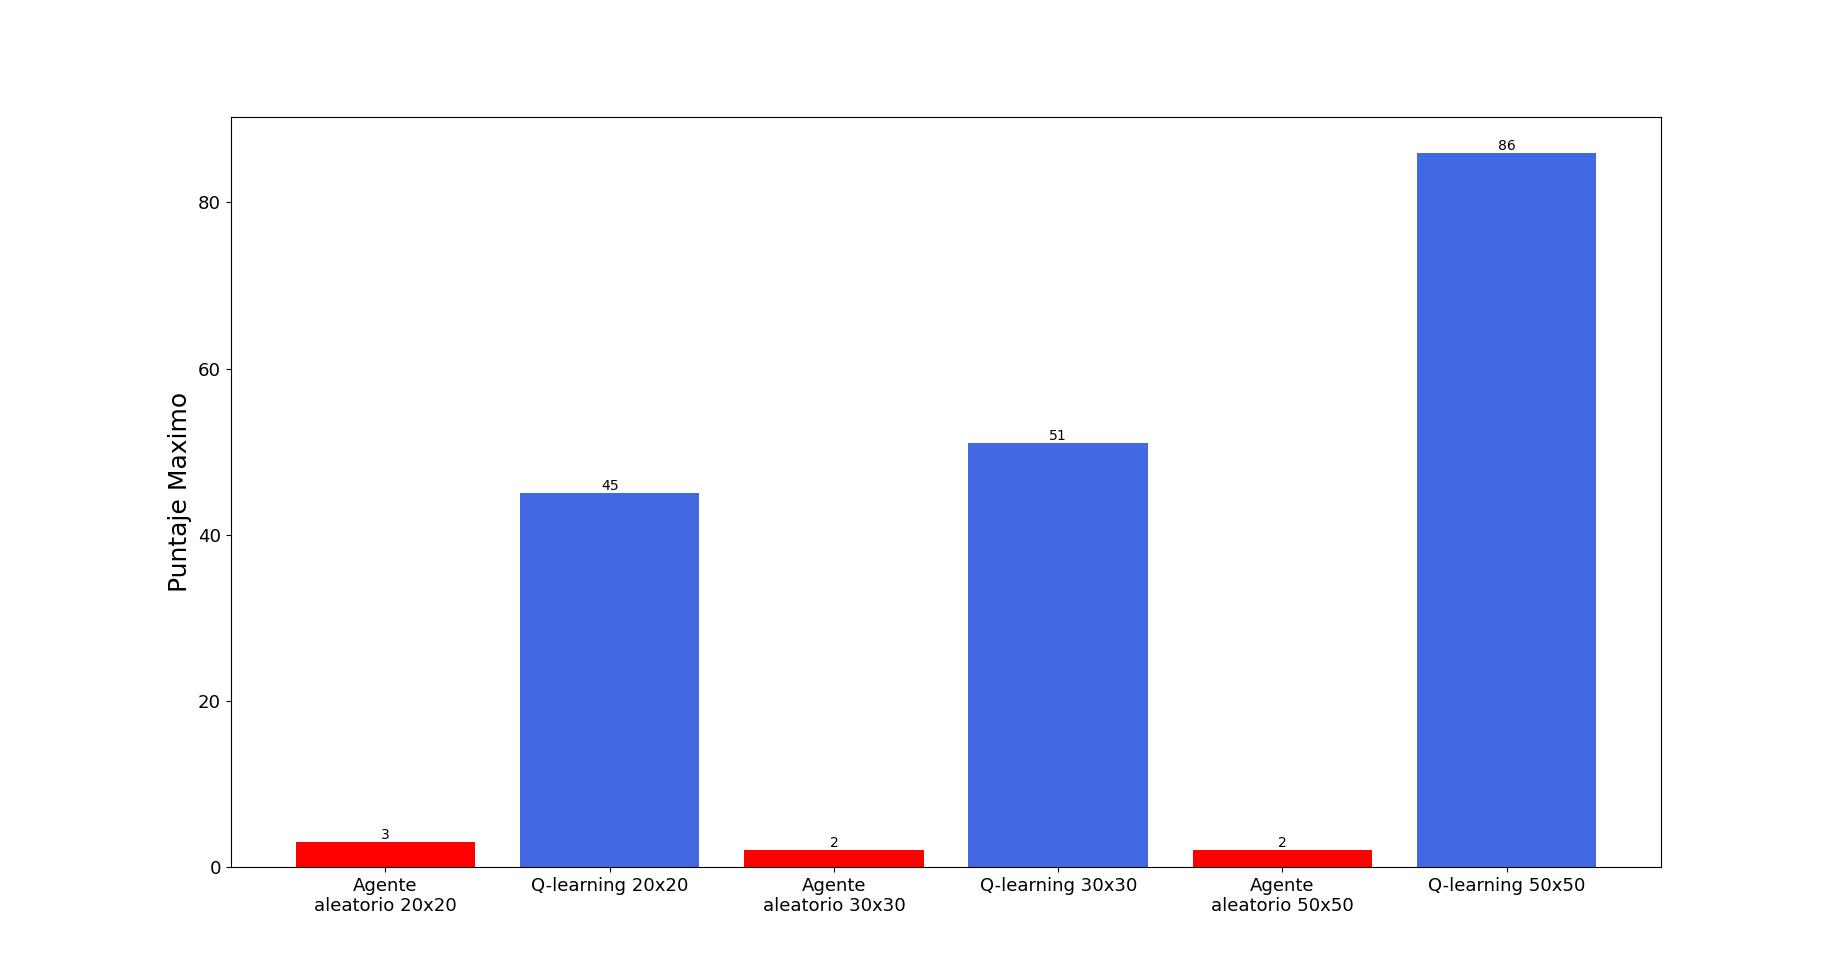 Puntaje Maximo
80
60
40
20
0
3
45
2
51
2
86
Agente
aleatorio 20x20
Q-learning 20x20
Agente
aleatorio 30x30
Q-learning 30x30
Agente
aleatorio 50x50
Q-learning 50x50